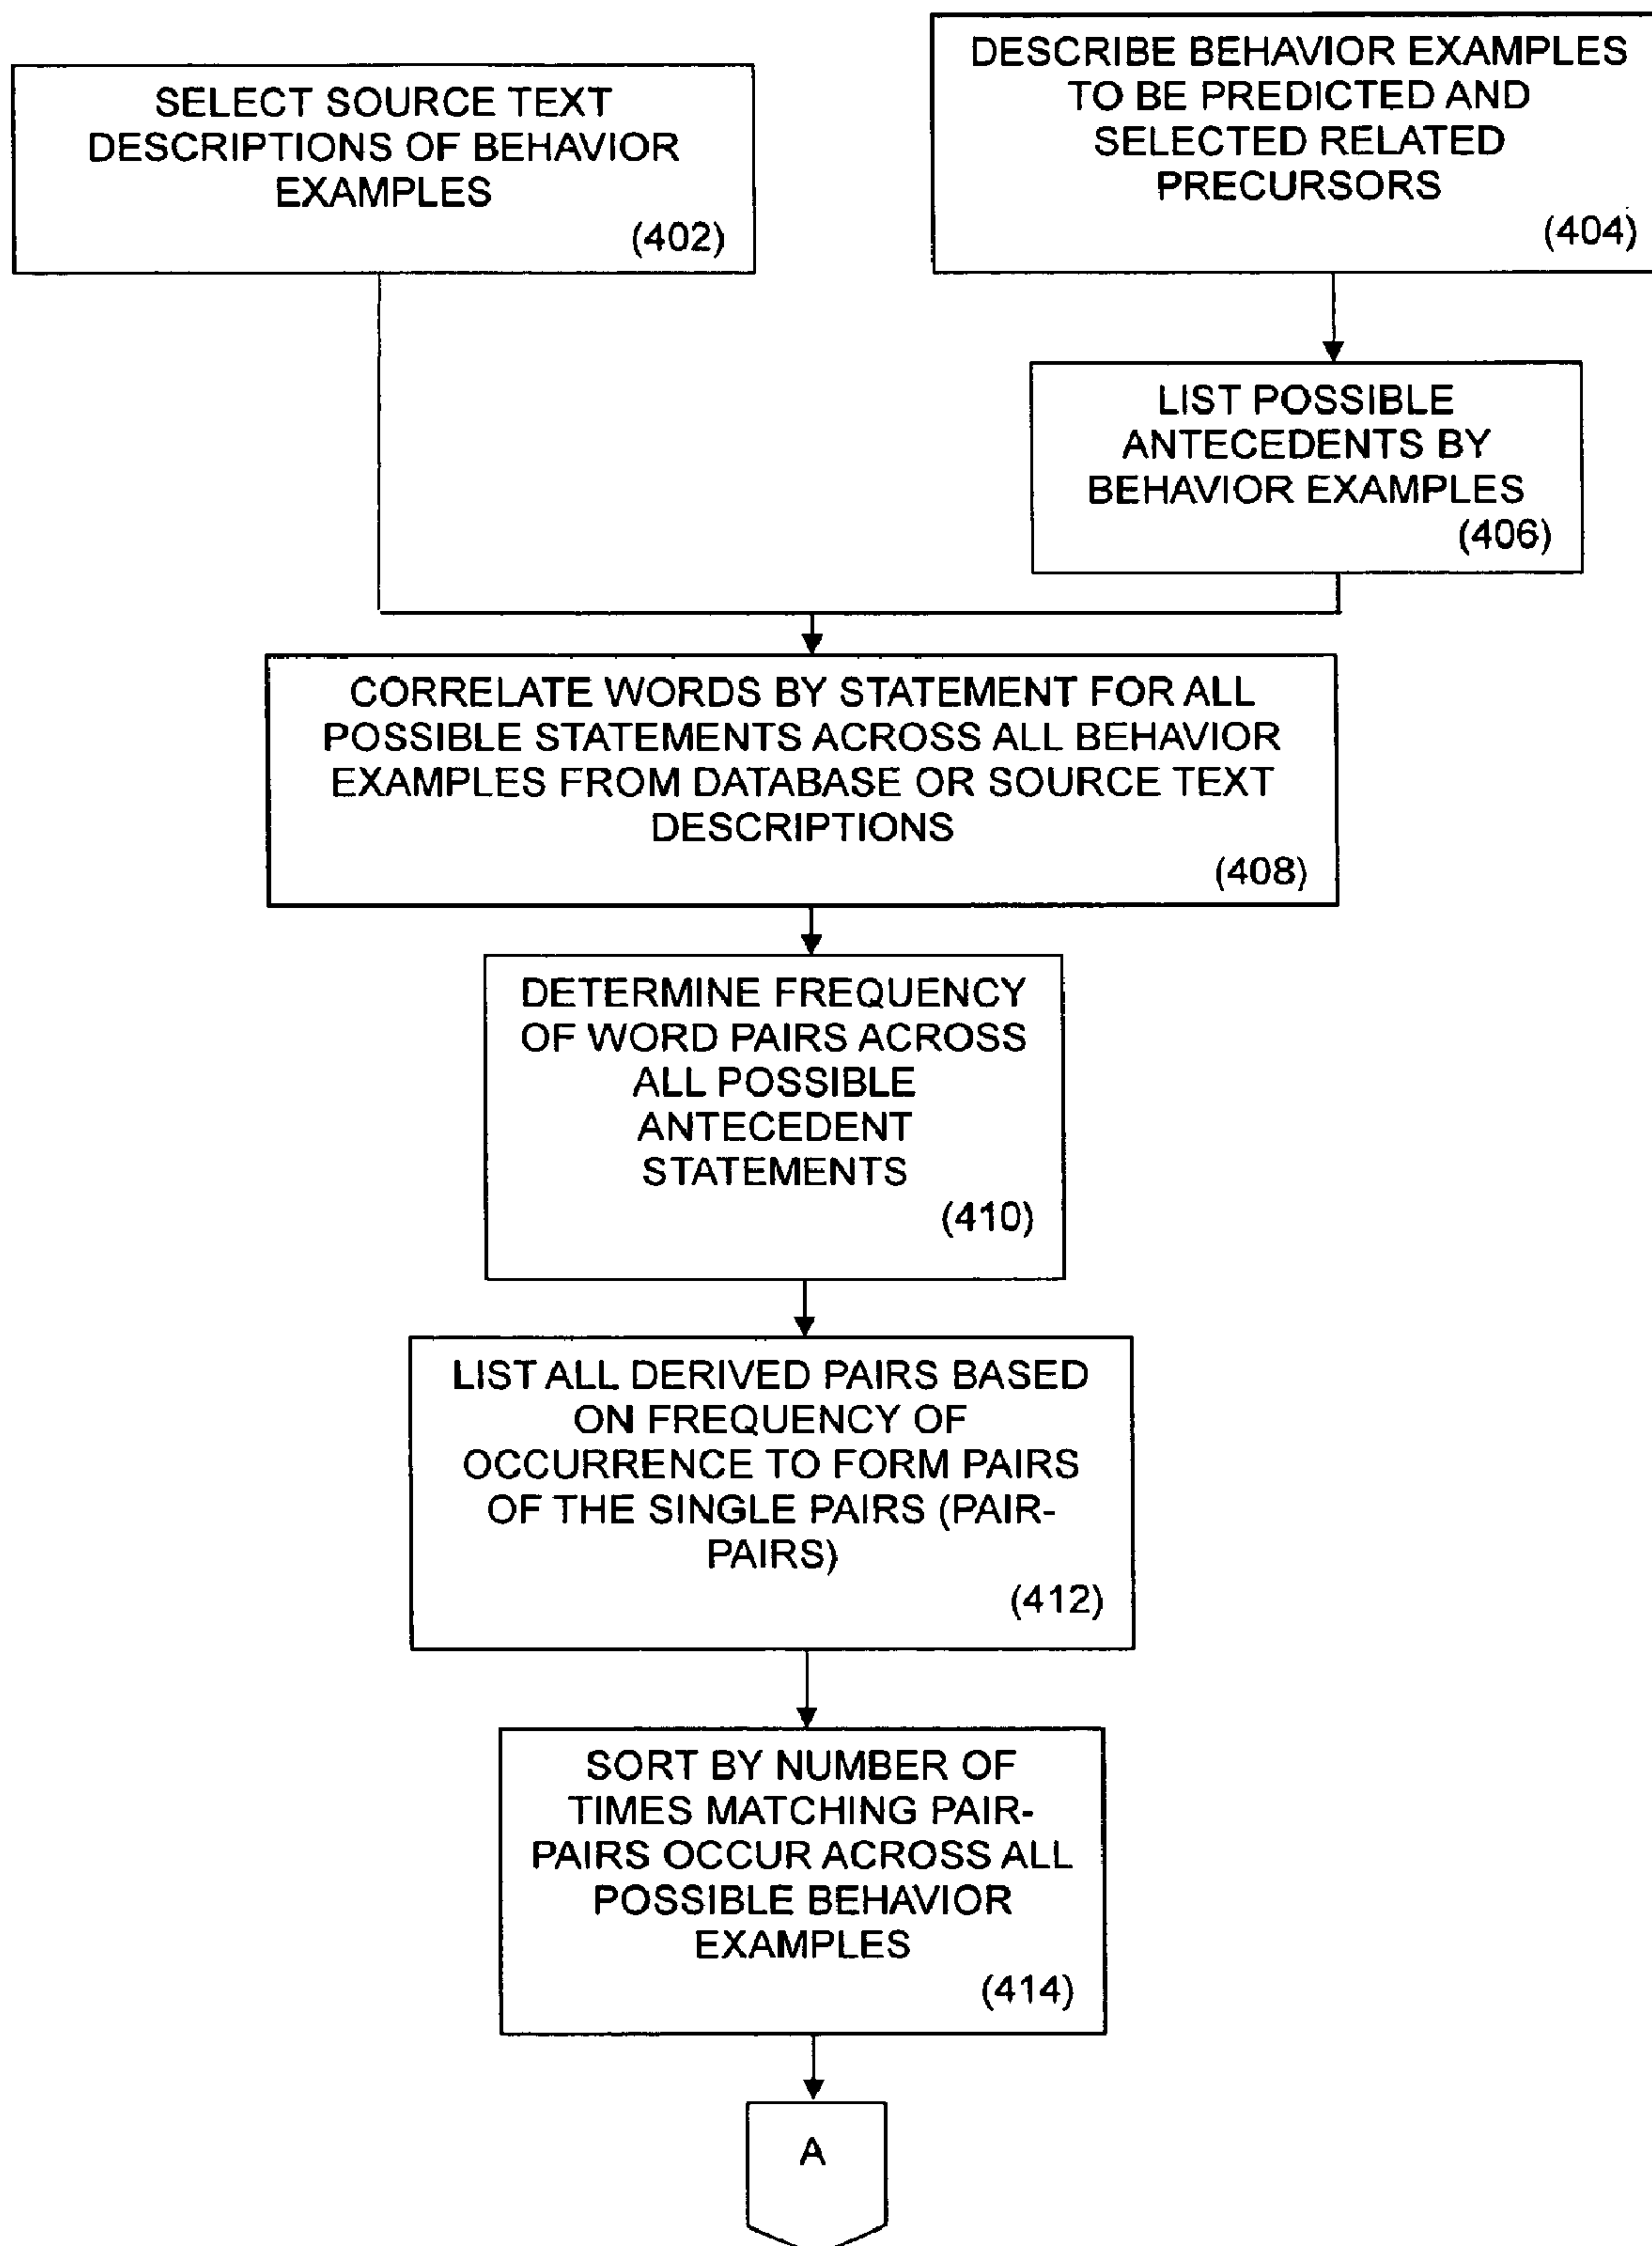 SELECT SOURCE TEXT
DESCRIPTIONS OF BEHAVIOR
EXAMPLES
(402)
DESCRIBE BEHAVIOR EXAMPLES
TO BE PREDICTED AND
SELECTED RELATED
PRECURSORS
(404)
LIST POSSIBLE
ANTECEDENTS BY
BEHAVIOR EXAMPLES
(406)
CORRELATE WORDS BY STATEMENT FOR ALL
POSSIBLE STATEMENTS ACROSS ALL BEHAVIOR
EXAMPLES FROM DATABASE OR SOURCE TEXT
DESCRIPTIONS
(408)
DETERMINE FREQUENCY
OF WORD PAIRS ACROSS
ALL POSSIBLE
ANTECEDENT
STATEMENTS
(410)
LIST ALL DERIVED PAIRS BASED
ON FREQUENCY OF
OCCURRENCE TO FORM PAIRS
OF THE SINGLE PAIRS (PAIR-
PAIRS)
(412)
SORT BY NUMBER OF
TIMES MATCHING PAIR-
PAIRS OCCUR ACROSS ALL
POSSIBLE BEHAVIOR
EXAMPLES
(414)
A